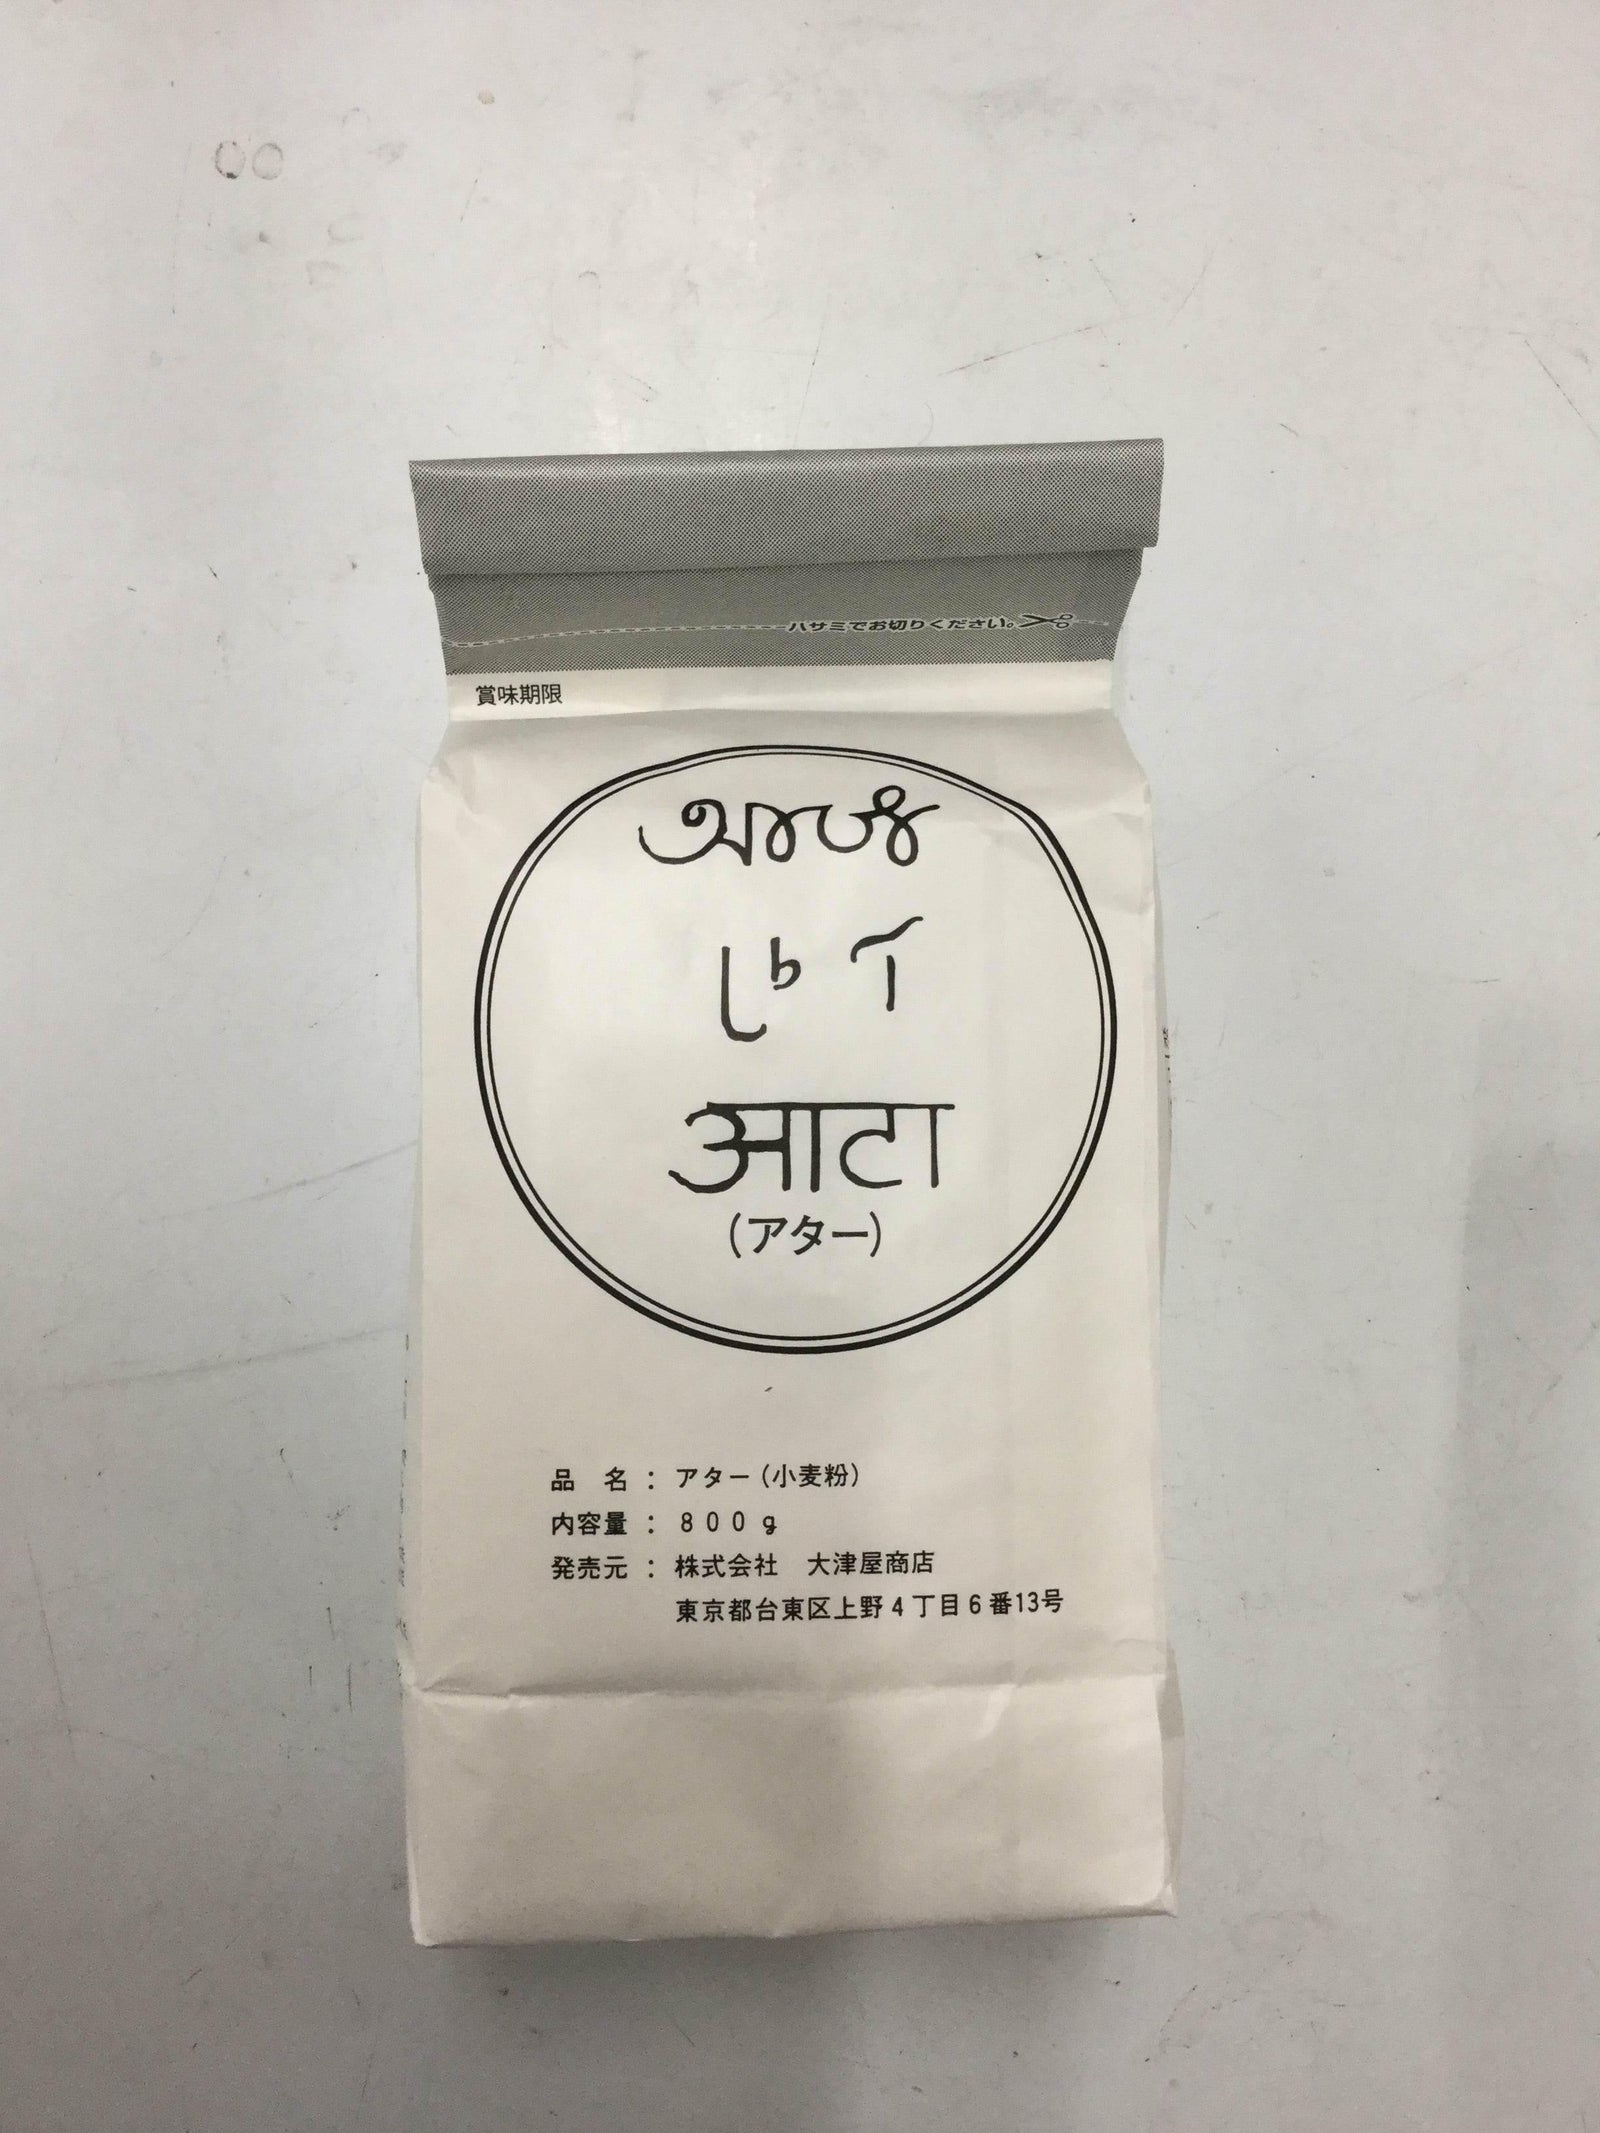 ハサミでお切りください。
賞味期限
آٹا
आटा
(アター)
品　名 : アター(小麦粉)
内容量 : 800g
発売元 : 株式会社　大津屋商店
東京都台東区上野4丁目6番13号